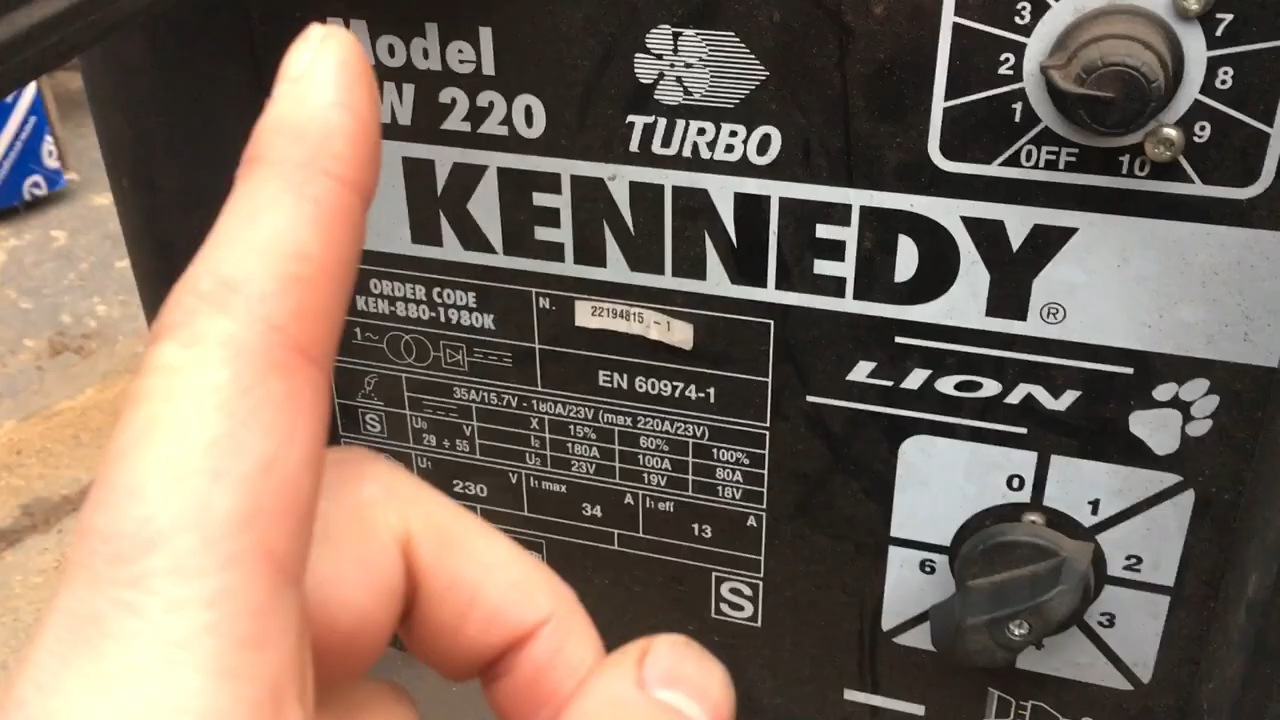 Model
220
TURBO
KENNEDY®
ORDER CODE
KEN-880-1980K
N.
22194815 - 1
1~
EN 60974-1
35A/15.7V - 180A/23V (max 220A/23V)
S
U0 V
29 ÷ 55
X 15% 60% 100%
I2 180A 100A 80A
U2 23V 19V 18V
U1 V
230
I1 max A
34
I1 eff A
13
S
LION
3
2
1
OFF
10
9
8
7
0
1
2
3
6